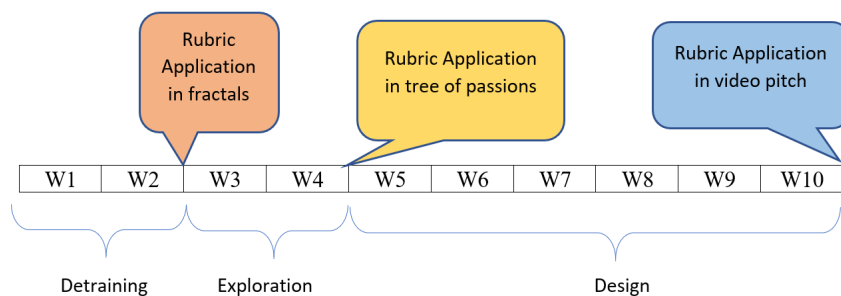 Rubric
Application
in fractals
Rubric Application
in tree of passions
Rubric Application
in video pitch
W1 W2 W3 W4 W5 W6 W7 W8 W9 W10
Detraining Exploration Design